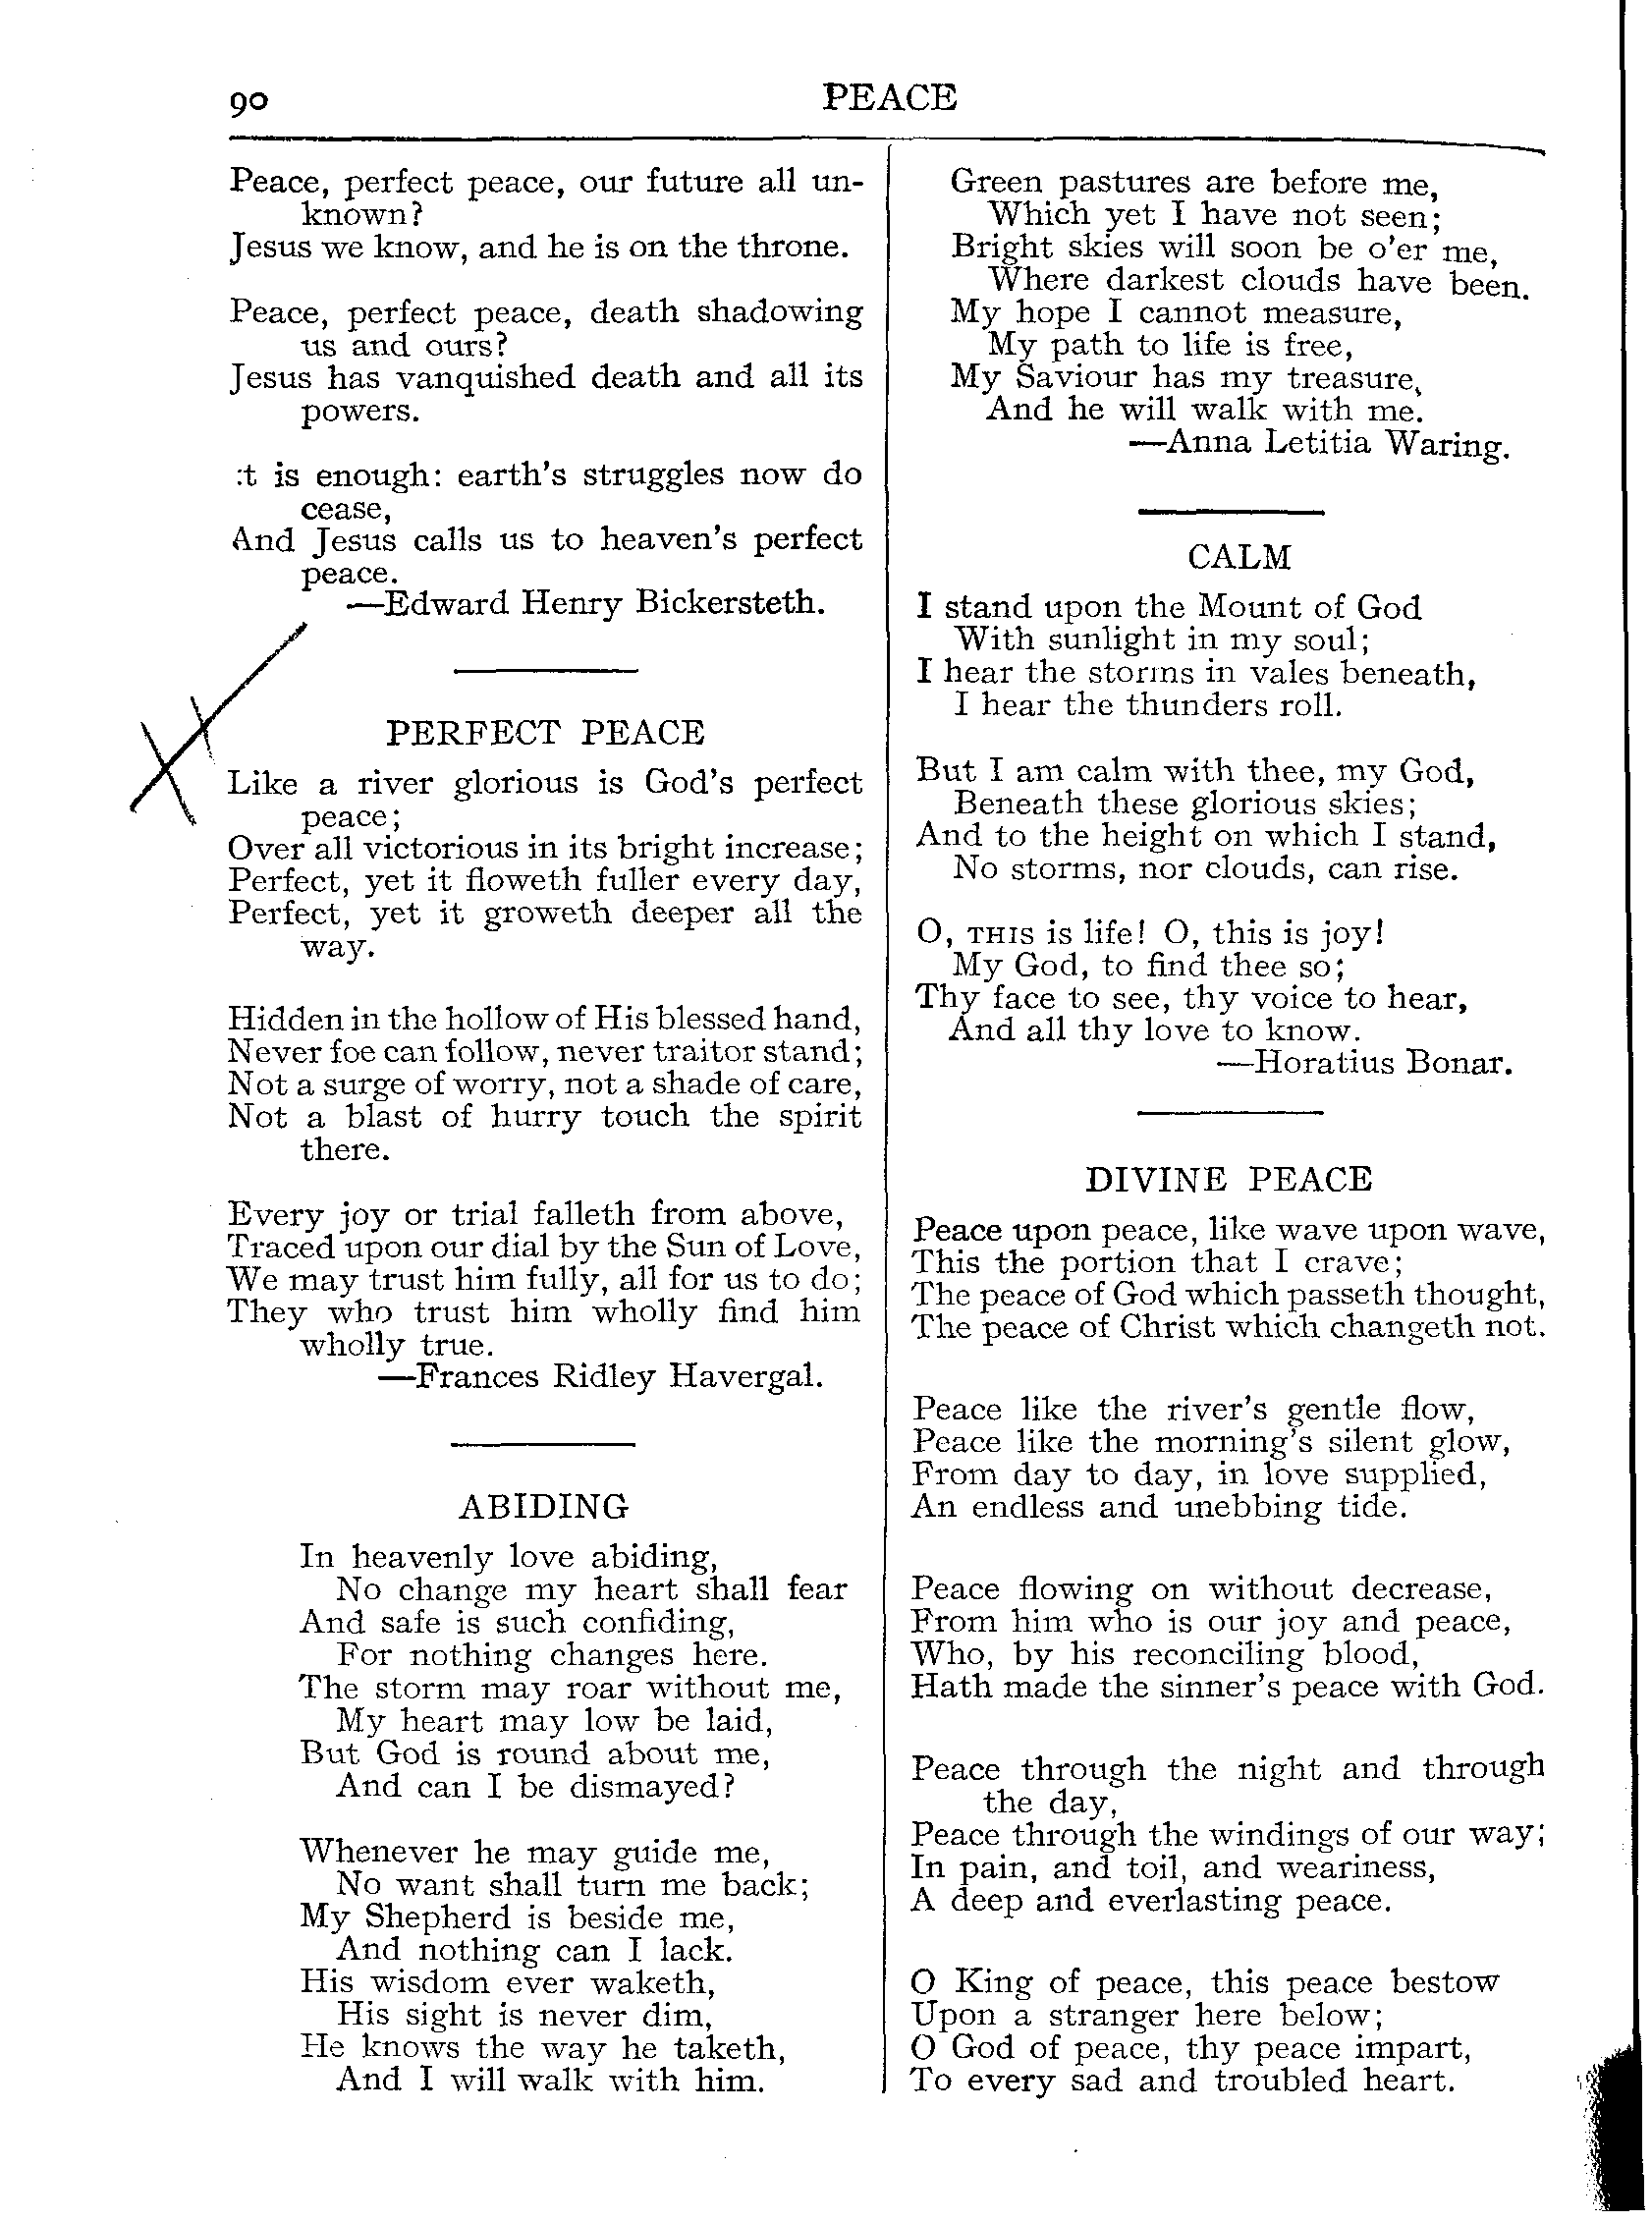 90
PEACE
Peace, perfect peace, our future all un-
known?
Jesus we know, and he is on the throne.
Peace, perfect peace, death shadowing
us and ours?
Jesus has vanquished death and all its
powers.
:t is enough: earth's struggles now do
cease,
And Jesus calls us to heaven's perfect
peace.
—Edward Henry Bickersteth.
PERFECT PEACE
Like a river glorious is God's perfect
peace;
Over all victorious in its bright increase;
Perfect, yet it floweth fuller every day,
Perfect, yet it groweth deeper all the
way.
Hidden in the hollow of His blessed hand,
Never foe can follow, never traitor stand;
Not a surge of worry, not a shade of care,
Not a blast of hurry touch the spirit
there.
Every joy or trial falleth from above,
Traced upon our dial by the Sun of Love,
We may trust him fully, all for us to do;
They who trust him wholly find him
wholly true.
—Frances Ridley Havergal.
ABIDING
In heavenly love abiding,
No change my heart shall fear
And safe is such confiding,
For nothing changes here.
The storm may roar without me,
My heart may low be laid,
But God is round about me,
And can I be dismayed?
Whenever he may guide me,
No want shall turn me back;
My Shepherd is beside me,
And nothing can I lack.
His wisdom ever waketh,
His sight is never dim,
He knows the way he taketh,
And I will walk with him.
Green pastures are before me,
Which yet I have not seen;
Bright skies will soon be o'er me,
Where darkest clouds have been.
My hope I cannot measure,
My path to life is free,
My Saviour has my treasure,
And he will walk with me.
—Anna Letitia Waring.
CALM
I stand upon the Mount of God
With sunlight in my soul;
I hear the storms in vales beneath,
I hear the thunders roll.
But I am calm with thee, my God,
Beneath these glorious skies;
And to the height on which I stand,
No storms, nor clouds, can rise.
O, THIS is life! O, this is joy!
My God, to find thee so;
Thy face to see, thy voice to hear,
And all thy love to know.
—Horatius Bonar.
DIVINE PEACE
Peace upon peace, like wave upon wave,
This the portion that I crave;
The peace of God which passeth thought,
The peace of Christ which changeth not.
Peace like the river's gentle flow,
Peace like the morning's silent glow,
From day to day, in love supplied,
An endless and unebbing tide.
Peace flowing on without decrease,
From him who is our joy and peace,
Who, by his reconciling blood,
Hath made the sinner's peace with God.
Peace through the night and through
the day,
Peace through the windings of our way;
In pain, and toil, and weariness,
A deep and everlasting peace.
O King of peace, this peace bestow
Upon a stranger here below;
O God of peace, thy peace impart,
To every sad and troubled heart.